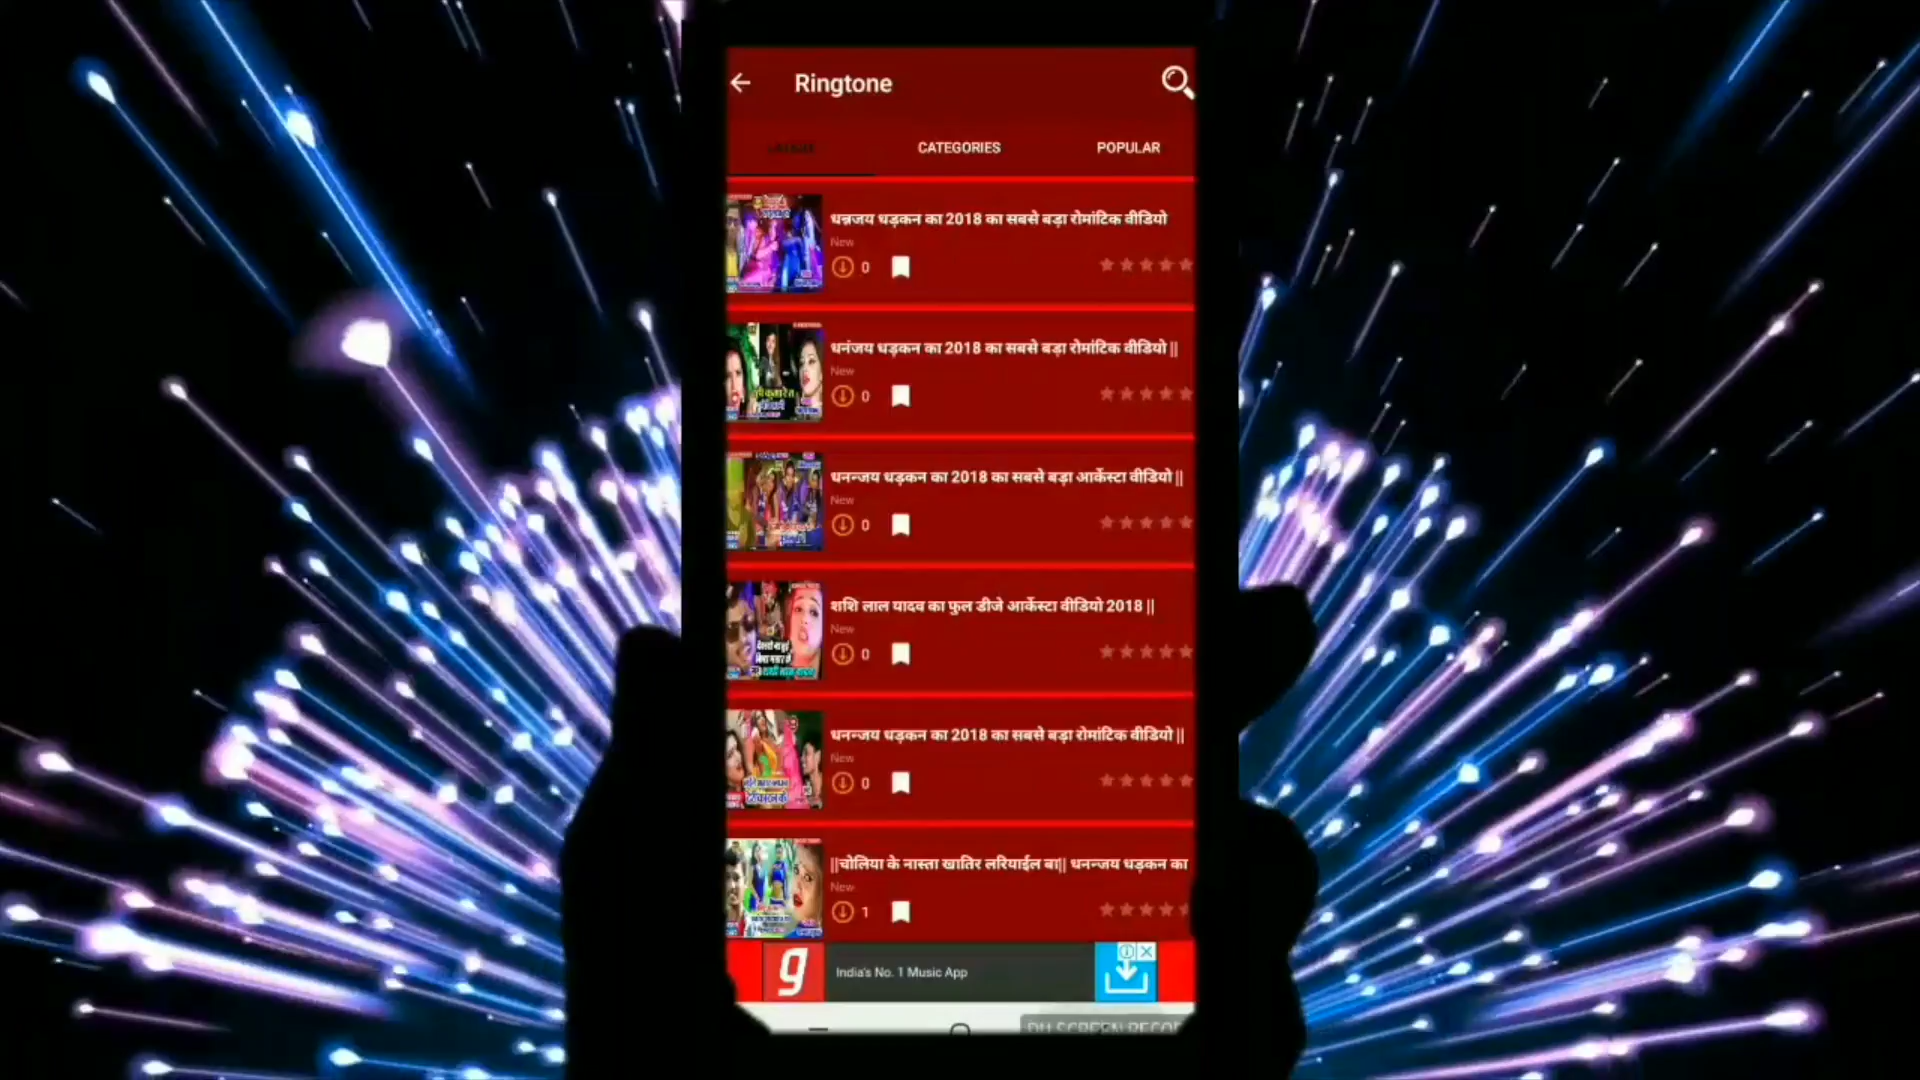 Ringtone
LATEST CATEGORIES POPULAR
धन्नजय धड़कन का 2018 का सबसे बड़ा रोमांटिक वीडियो
New
0
धनंजय धड़कन का 2018 का सबसे बड़ा रोमांटिक वीडियो ||
New
0
धनन्जय धड़कन का 2018 का सबसे बड़ा आर्केस्टा वीडियो ||
New
0
शशि लाल यादव का फुल डीजे आर्केस्टा वीडियो 2018 ||
New
0
धनन्जय धड़कन का 2018 का सबसे बड़ा रोमांटिक वीडियो ||
New
0
||चोलिया के नास्ता खातिर लरियाईल बा|| धनन्जय धड़कन का
New
1
g India's No. 1 Music App